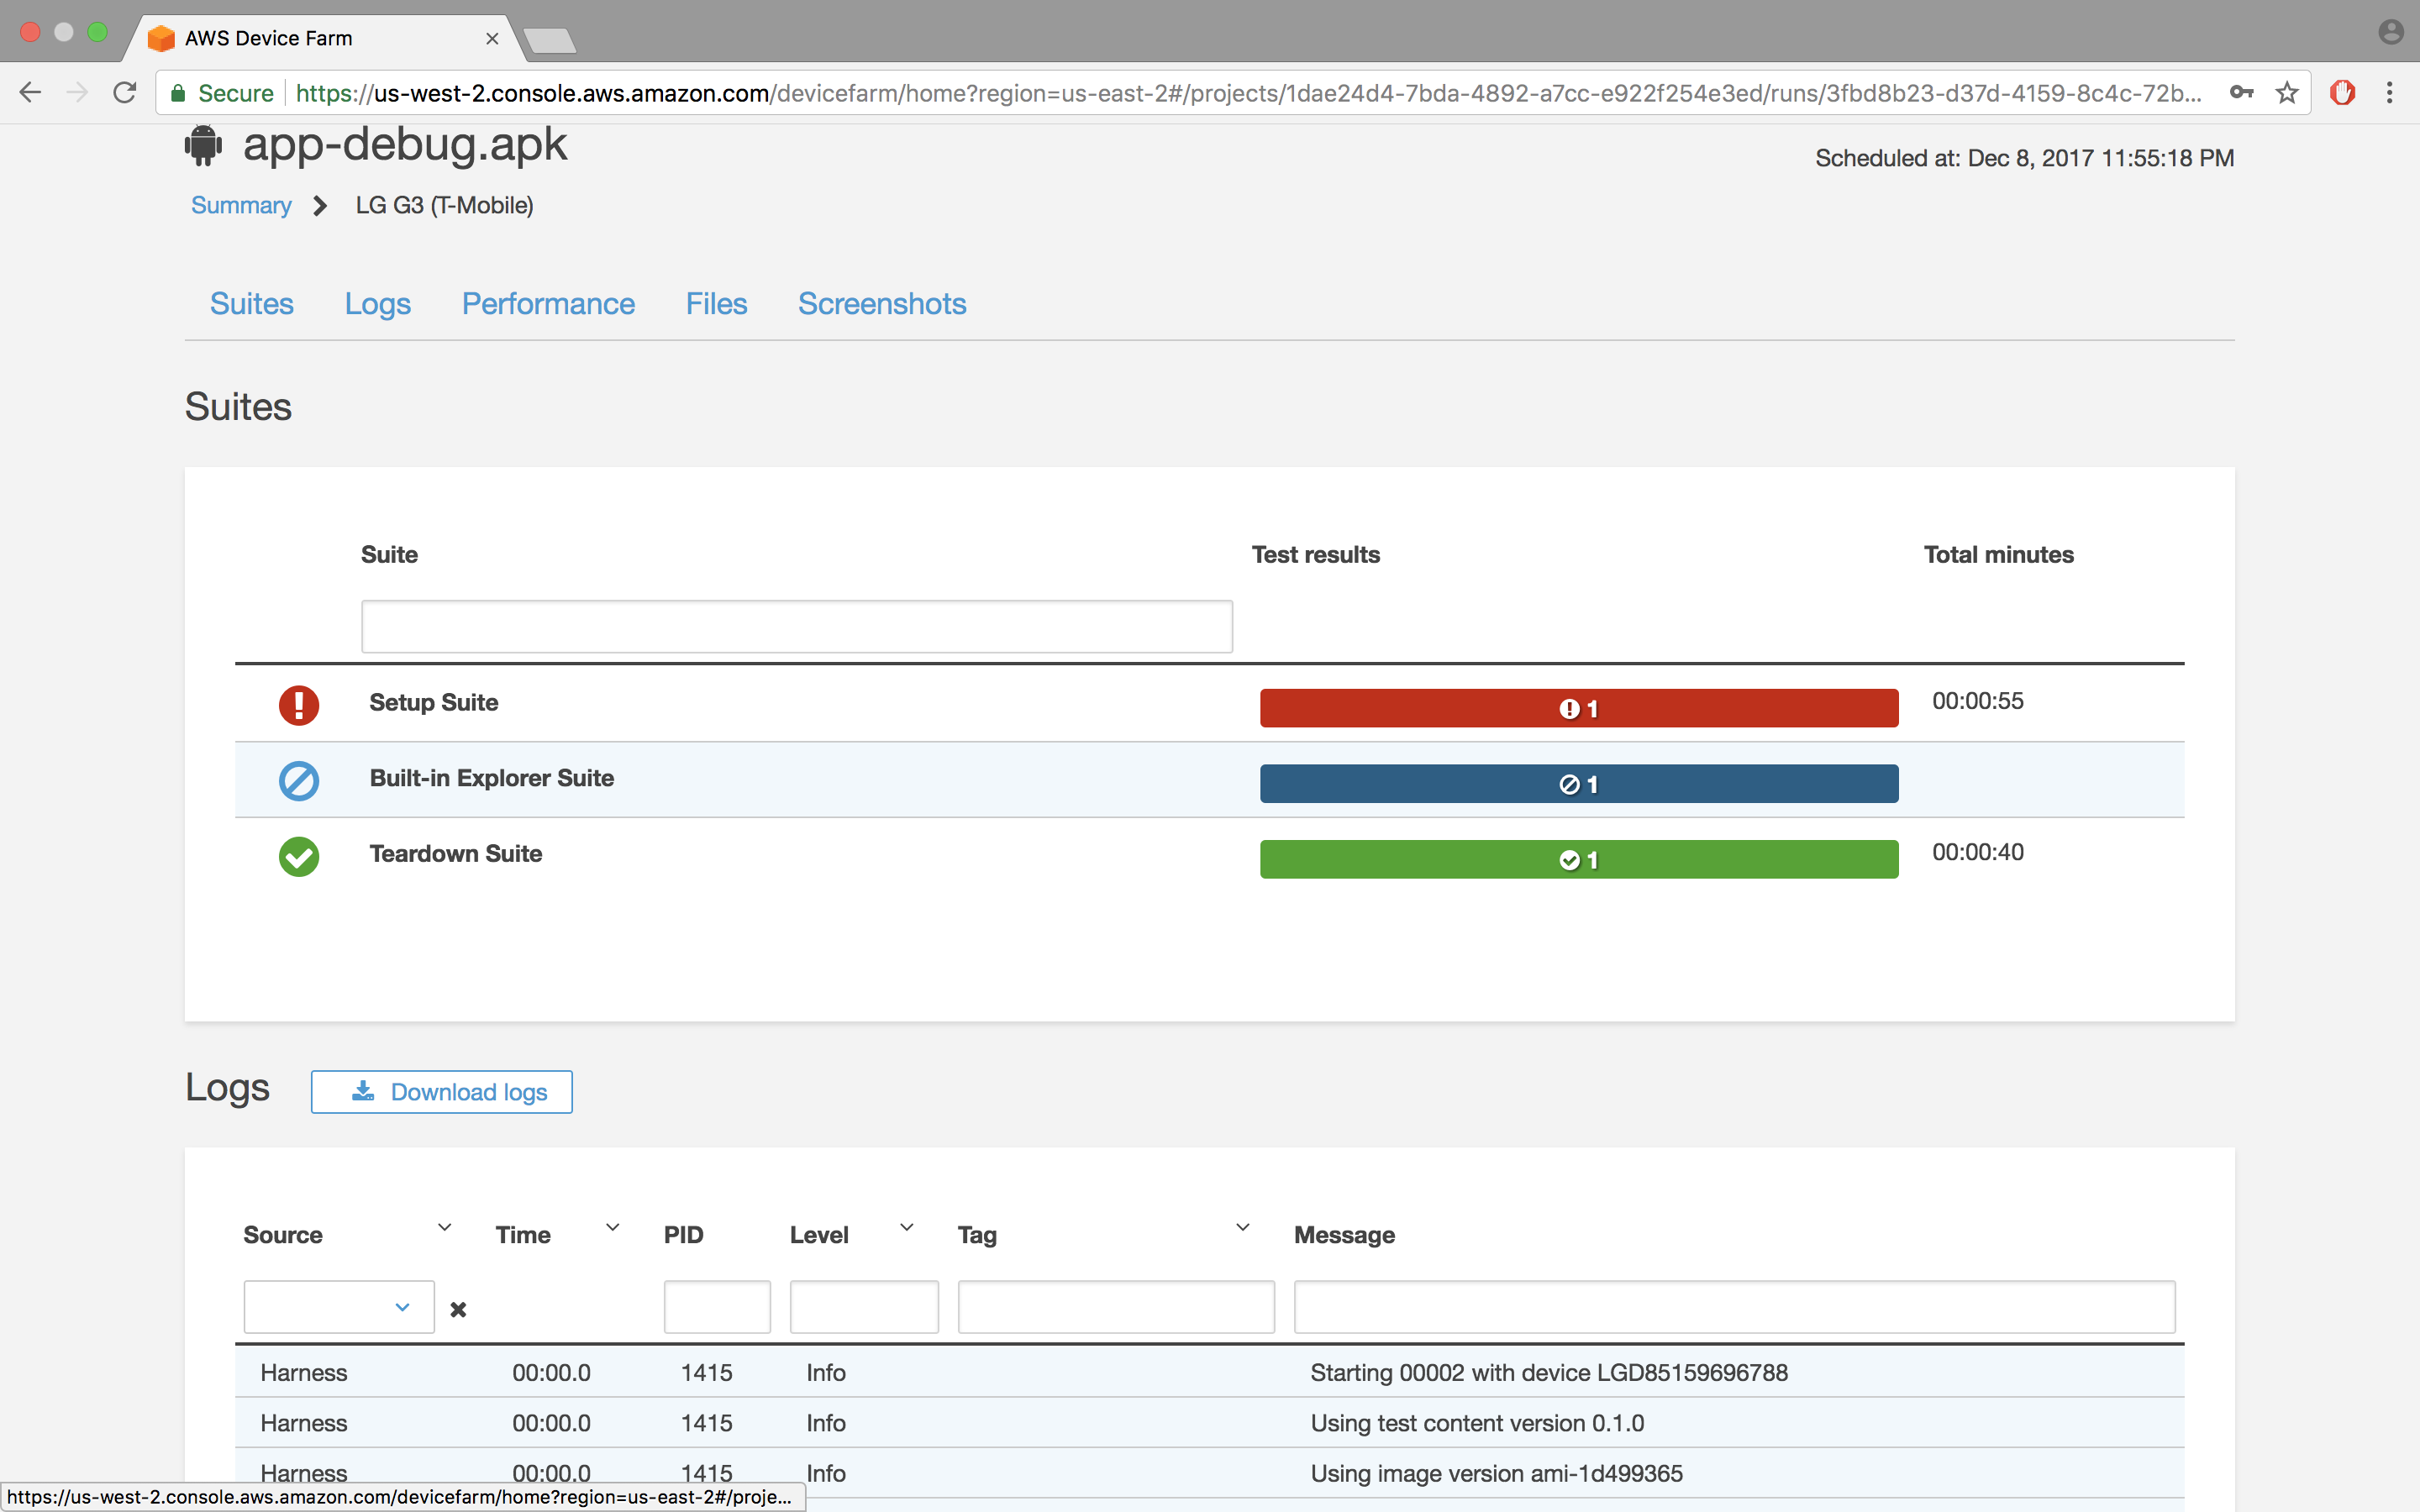 AWS Device Farm
Secure https://us-west-2.console.aws.amazon.com/devicefarm/home?region=us-east-2#/projects/1dae24d4-7bda-4892-a7cc-e922f254e3ed/runs/3fbd8b23-d37d-4159-8c4c-72b...
app-debug.apk
Scheduled at: Dec 8, 2017 11:55:18 PM
Summary LG G3 (T-Mobile)
Suites Logs Performance Files Screenshots
Suites
Suite Test results Total minutes
Setup Suite 1 00:00:55
Built-in Explorer Suite 1
Teardown Suite 1 00:00:40
Logs Download logs
Source Time PID Level Tag Message
Harness 00:00.0 1415 Info Starting 00002 with device LGD85159696788
Harness 00:00.0 1415 Info Using test content version 0.1.0
Harness 00:00.0 1415 Info Using image version ami-1d499365
https://us-west-2.console.aws.amazon.com/devicefarm/home?region=us-east-2#/proje...